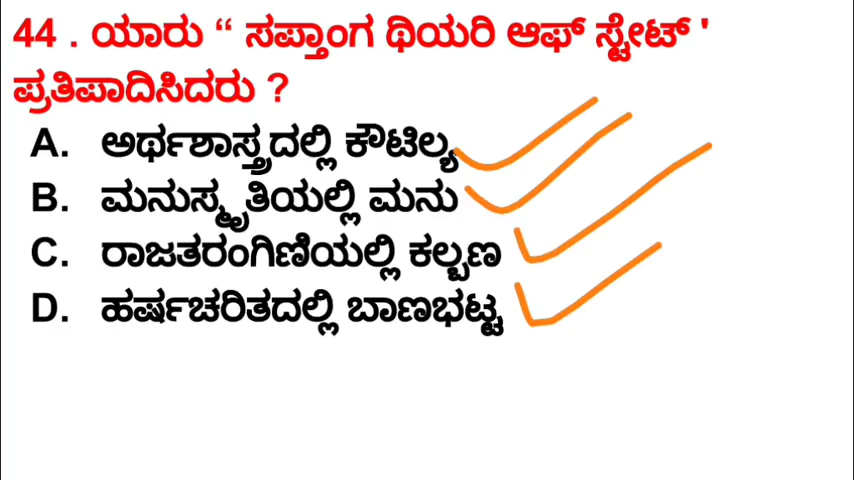 44 . ಯಾರು “ ಸಪ್ತಾಂಗ ಥಿಯರಿ ಆಫ್ ಸ್ಟೇಟ್ '
ಪ್ರತಿಪಾದಿಸಿದರು ?
A. ಅರ್ಥಶಾಸ್ತ್ರದಲ್ಲಿ ಕೌಟಿಲ್ಯ
B. ಮನುಸ್ಮೃತಿಯಲ್ಲಿ ಮನು
C. ರಾಜತರಂಗಿಣಿಯಲ್ಲಿ ಕಲ್ಬಣ
D. ಹರ್ಷಚರಿತದಲ್ಲಿ ಬಾಣಭಟ್ಟ